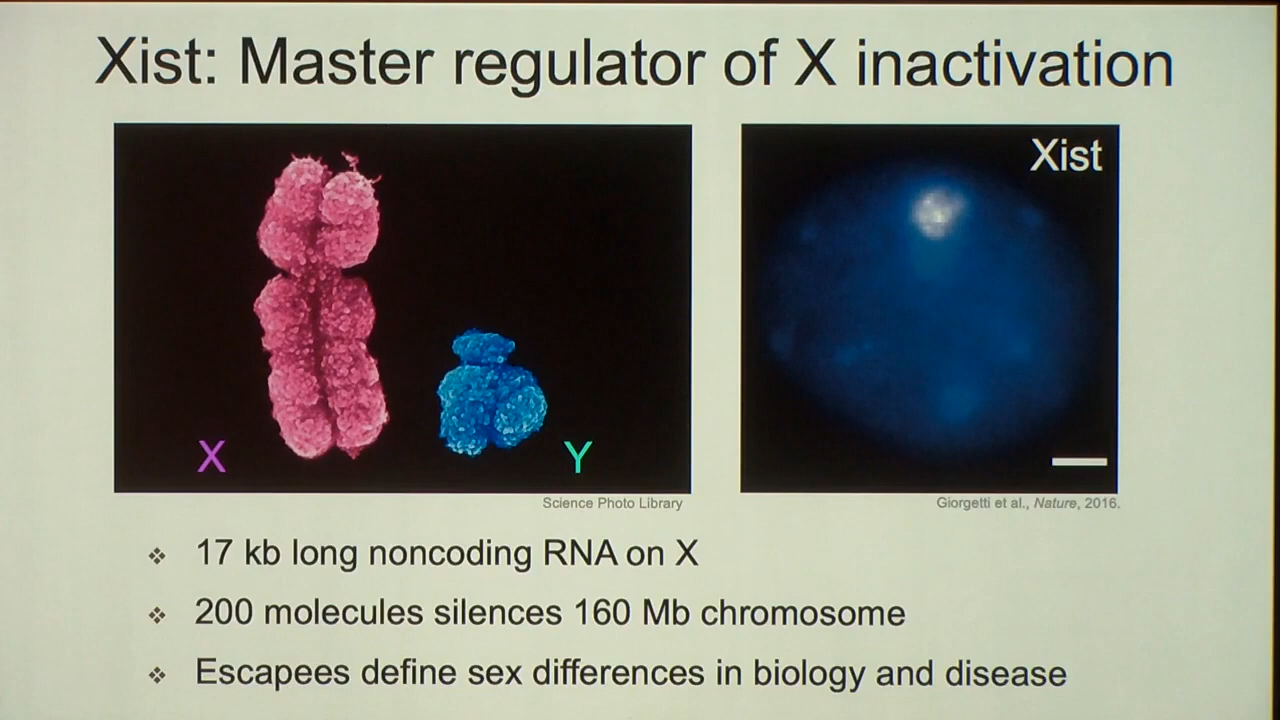 Xist: Master regulator of X inactivation
Xist
X
Y
Science Photo Library
Giorgetti et al., Nature, 2016.
❖ 17 kb long noncoding RNA on X
❖ 200 molecules silences 160 Mb chromosome
❖ Escapees define sex differences in biology and disease